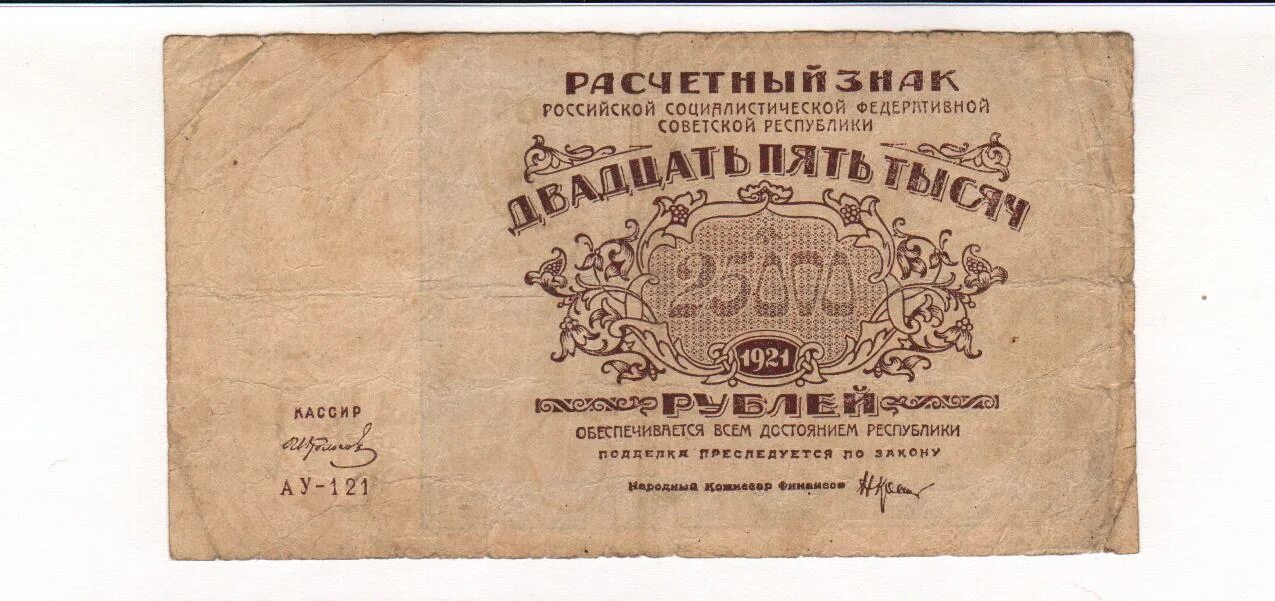 РАСЧЕТНЫЙ ЗНАК
РОССИЙСКОЙ СОЦИАЛИСТИЧЕСКОЙ ФЕДЕРАТИВНОЙ
СОВЕТСКОЙ РЕСПУБЛИКИ
ДВАДЦАТЬ ПЯТЬ ТЫСЯЧ
25000
1921
РУБЛЕЙ
ОБЕСПЕЧИВАЕТСЯ ВСЕМ ДОСТОЯНИЕМ РЕСПУБЛИКИ
ПОДДЕЛКА ПРЕСЛЕДУЕТСЯ ПО ЗАКОНУ
Народный Комиссар Финансов
КАССИР
АУ-121